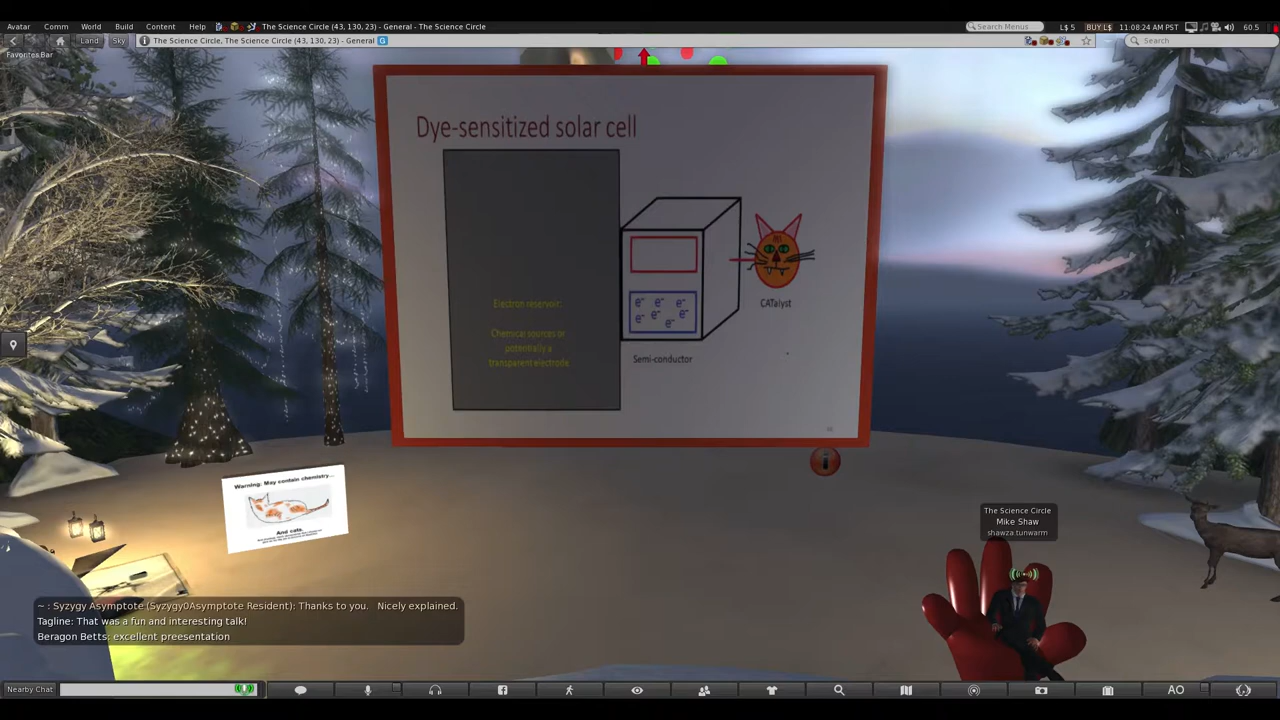 Avatar Comm World Build Content Help The Science Circle (43, 130, 23) - General - The Science Circle Search Menus L$ 5 BUY L$ 11:08:24 AM PST 60.5
Land Sky The Science Circle, The Science Circle (43, 130, 23) - General G Search
Favorites Bar
Dye-sensitized solar cell
Electron reservoir:
Chemical sources or
potentially a
transparent electrode
e⁻ e⁻ e⁻
e⁻ e⁻ e⁻ e⁻
CATalyst
Semi-conductor
Warning: May contain chemistry...
And cats.
The Science Circle
Mike Shaw
shawza.tunwarm
~ : Syzygy Asymptote (Syzygy0Asymptote Resident): Thanks to you. Nicely explained.
Tagline: That was a fun and interesting talk!
Beragon Betts: excellent preesentation
Nearby Chat AO